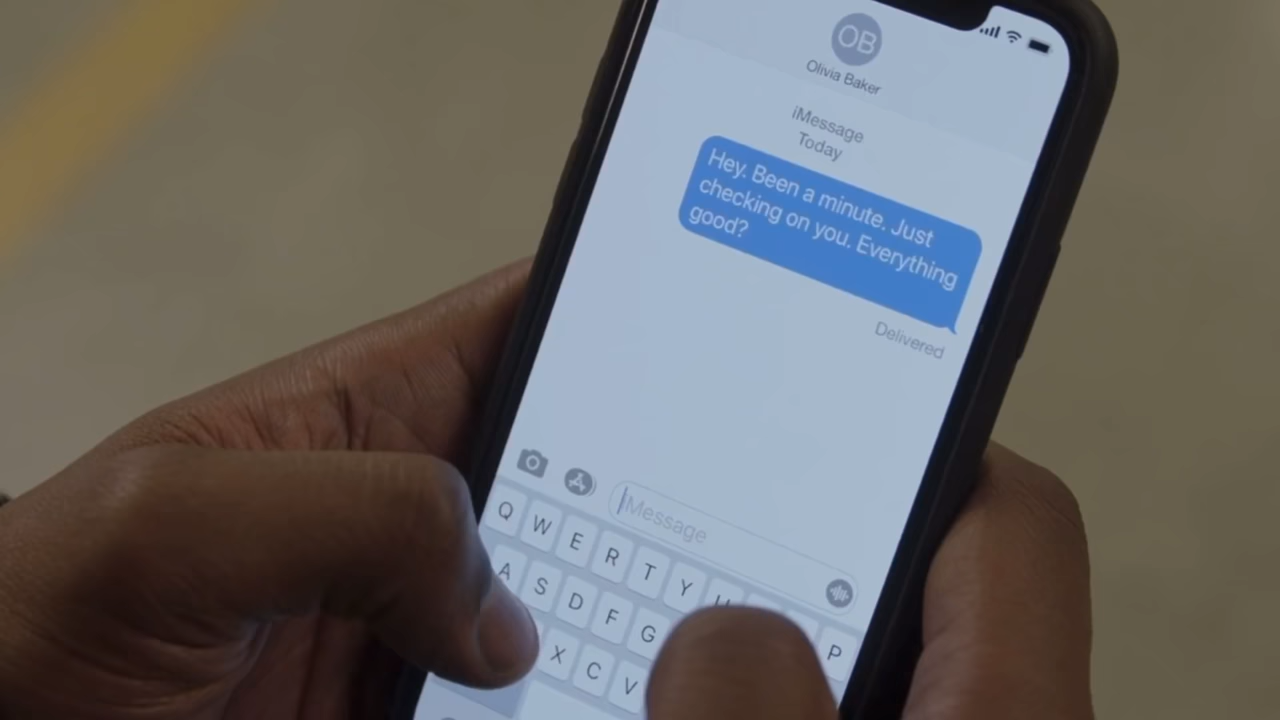 OB
Olivia Baker
iMessage
Today
Hey. Been a minute. Just
checking on you. Everything
good?
Delivered
iMessage
Q W E R T Y U P
A S D F G
X C V